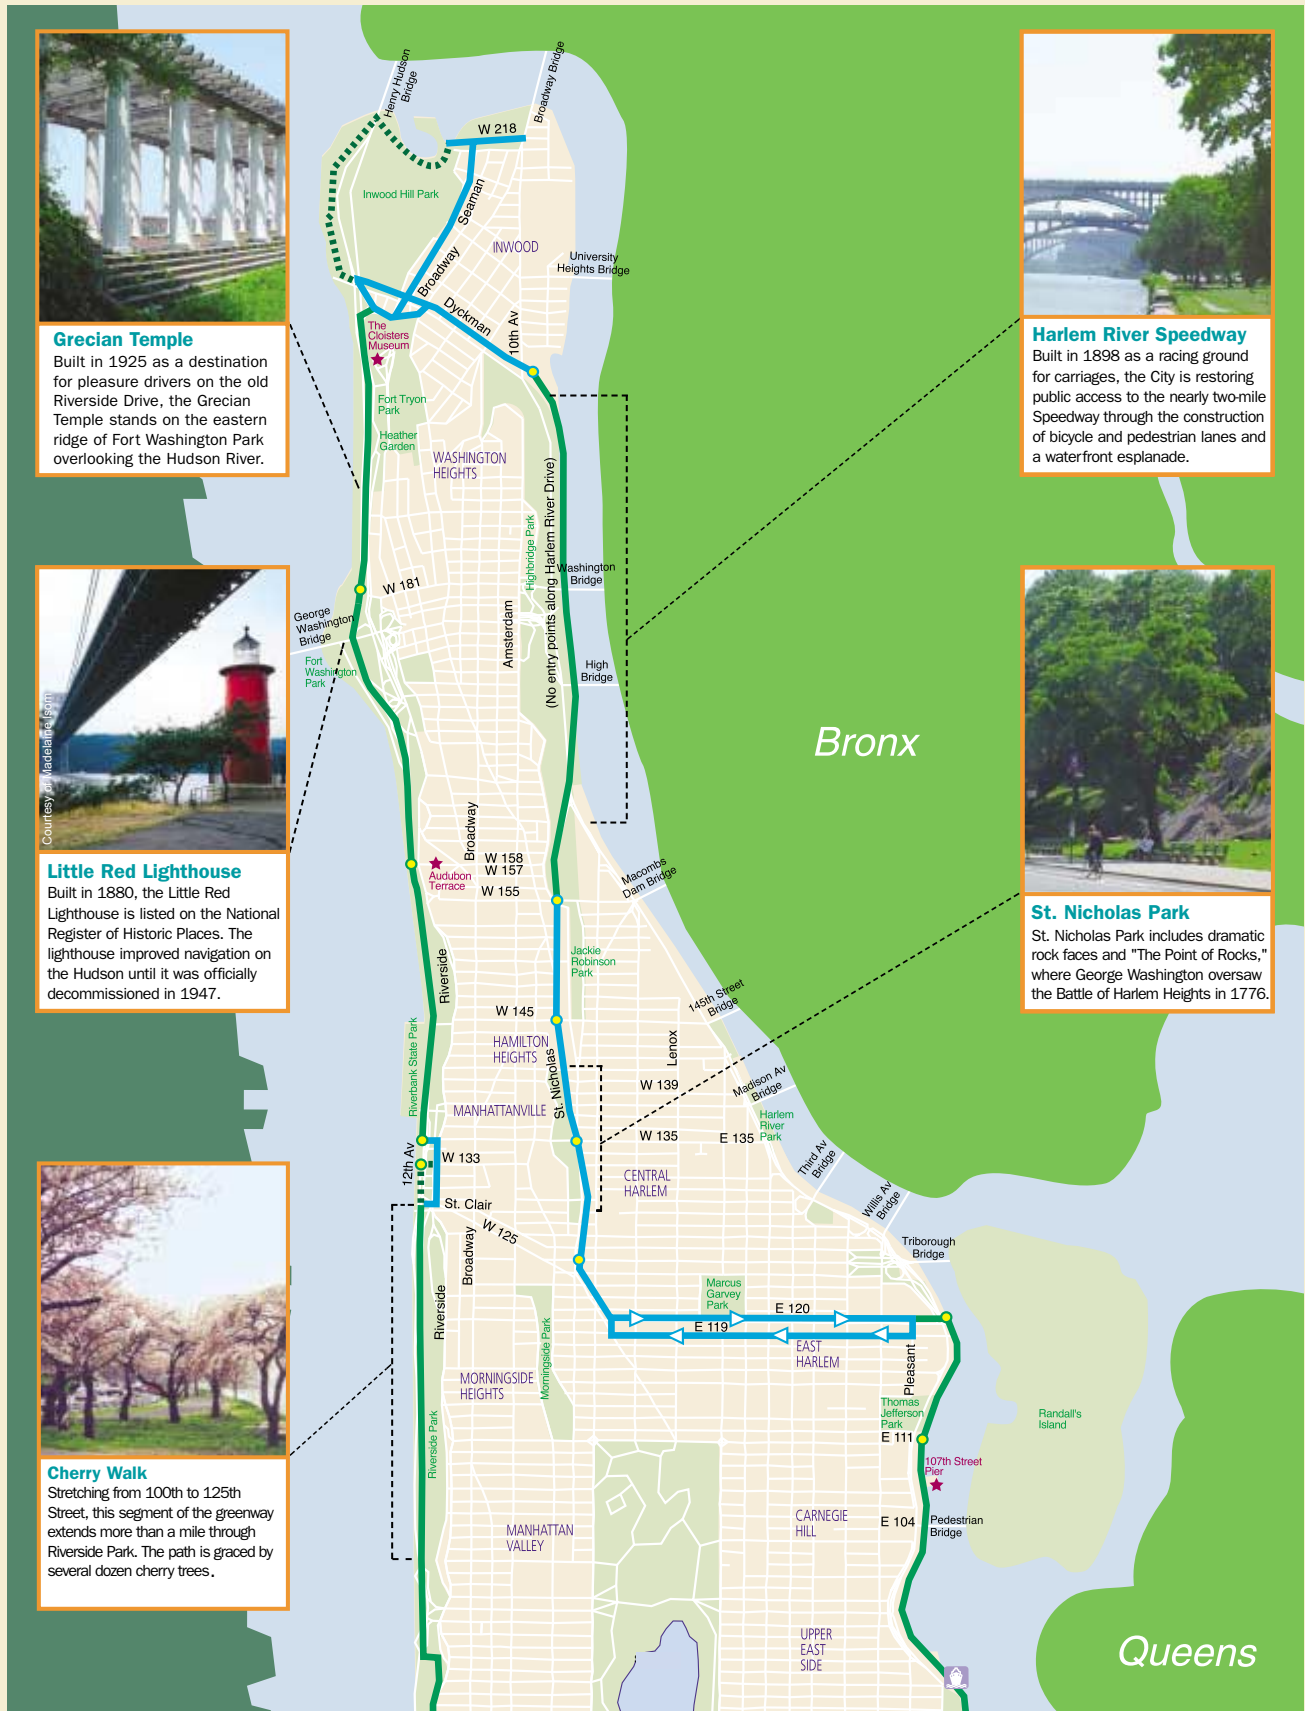 Grecian Temple
Built in 1925 as a destination
for pleasure drivers on the old
Riverside Drive, the Grecian
Temple stands on the eastern
ridge of Fort Washington Park
overlooking the Hudson River.
Courtesy of Madelaine Isom
Little Red Lighthouse
Built in 1880, the Little Red
Lighthouse is listed on the National
Register of Historic Places. The
lighthouse improved navigation on
the Hudson until it was officially
decommissioned in 1947.
Cherry Walk
Stretching from 100th to 125th
Street, this segment of the greenway
extends more than a mile through
Riverside Park. The path is graced by
several dozen cherry trees.
Henry Hudson
Bridge
Broadway Bridge
W 218
Inwood Hill Park
Seaman
INWOOD
Broadway
University
Heights Bridge
Dyckman
10th Av
The
Cloisters
Museum
Fort Tryon
Park
Heather
Garden
WASHINGTON
HEIGHTS
(No entry points along Harlem River Drive)
Highbridge Park
Washington
Bridge
W 181
George
Washington
Bridge
Amsterdam
Fort
Washington
Park
High
Bridge
Bronx
Broadway
W 158
W 157
Audubon
Terrace
W 155
Macombs
Dam Bridge
Jackie
Robinson
Park
Riverside
145th Street
Bridge
W 145
HAMILTON
HEIGHTS
Lenox
Riverbank State Park
St. Nicholas
W 139
Madison Av
Bridge
MANHATTANVILLE
Harlem
River
Park
W 135
E 135
12th Av
W 133
Third Av
Bridge
CENTRAL
HARLEM
St. Clair
Willis Av
Bridge
W 125
Broadway
Triborough
Bridge
Riverside
Marcus
Garvey
Park
E 120
E 119
EAST
HARLEM
Morningside Park
Pleasant
MORNINGSIDE
HEIGHTS
Thomas
Jefferson
Park
Randall's
Island
Riverside Park
E 111
107th Street
Pier
CARNEGIE
HILL
E 104
Pedestrian
Bridge
MANHATTAN
VALLEY
UPPER
EAST
SIDE
Queens
Harlem River Speedway
Built in 1898 as a racing ground
for carriages, the City is restoring
public access to the nearly two-mile
Speedway through the construction
of bicycle and pedestrian lanes and
a waterfront esplanade.
St. Nicholas Park
St. Nicholas Park includes dramatic
rock faces and "The Point of Rocks,"
where George Washington oversaw
the Battle of Harlem Heights in 1776.